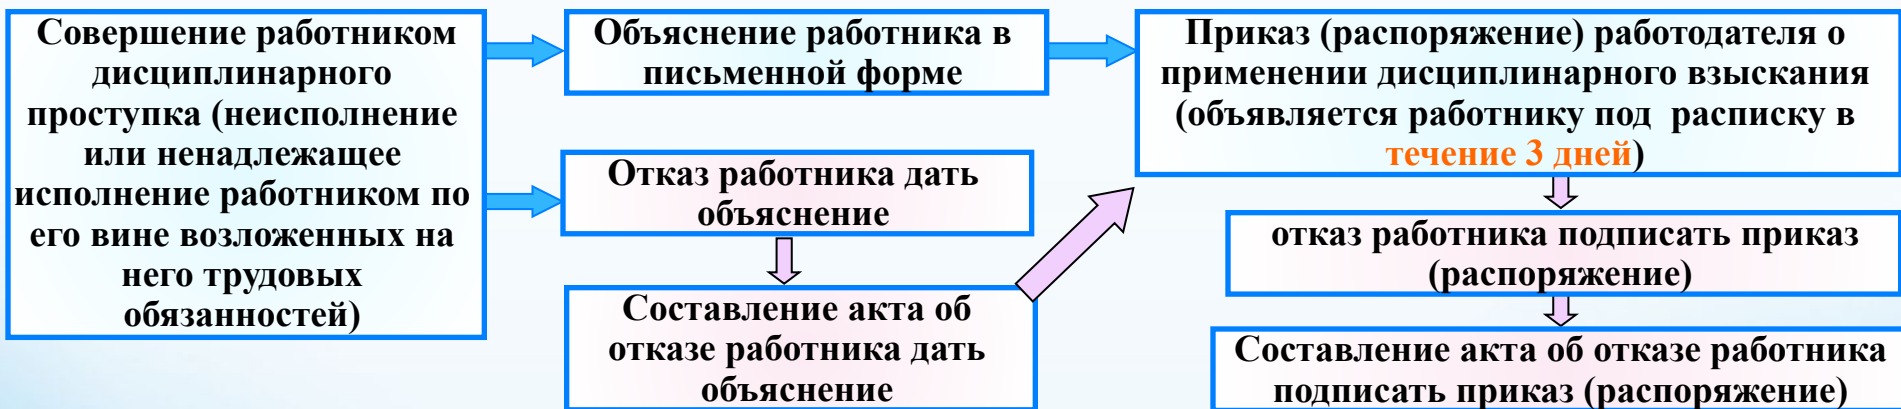 Совершение работником
дисциплинарного
проступка (неисполнение
или ненадлежащее
исполнение работником по
его вине возложенных на
него трудовых
обязанностей)
Объяснение работника в
письменной форме
Отказ работника дать
объяснение
Составление акта об
отказе работника дать
объяснение
Приказ (распоряжение) работодателя о
применении дисциплинарного взыскания
(объявляется работнику под расписку в
течение 3 дней)
отказ работника подписать приказ
(распоряжение)
Составление акта об отказе работника
подписать приказ (распоряжение)